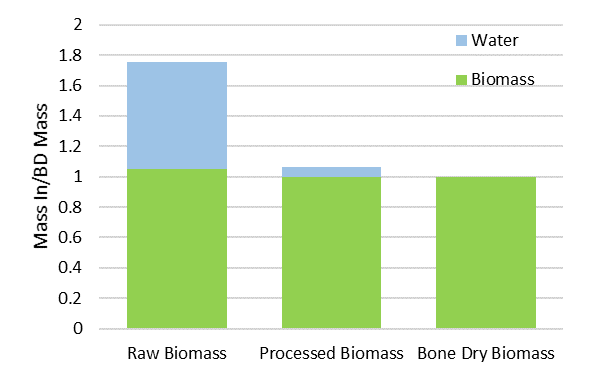 2
1.8
1.6
1.4
1.2
1
0.8
0.6
0.4
0.2
0
Mass In/BD Mass
Water
Biomass
Raw Biomass
Processed Biomass
Bone Dry Biomass